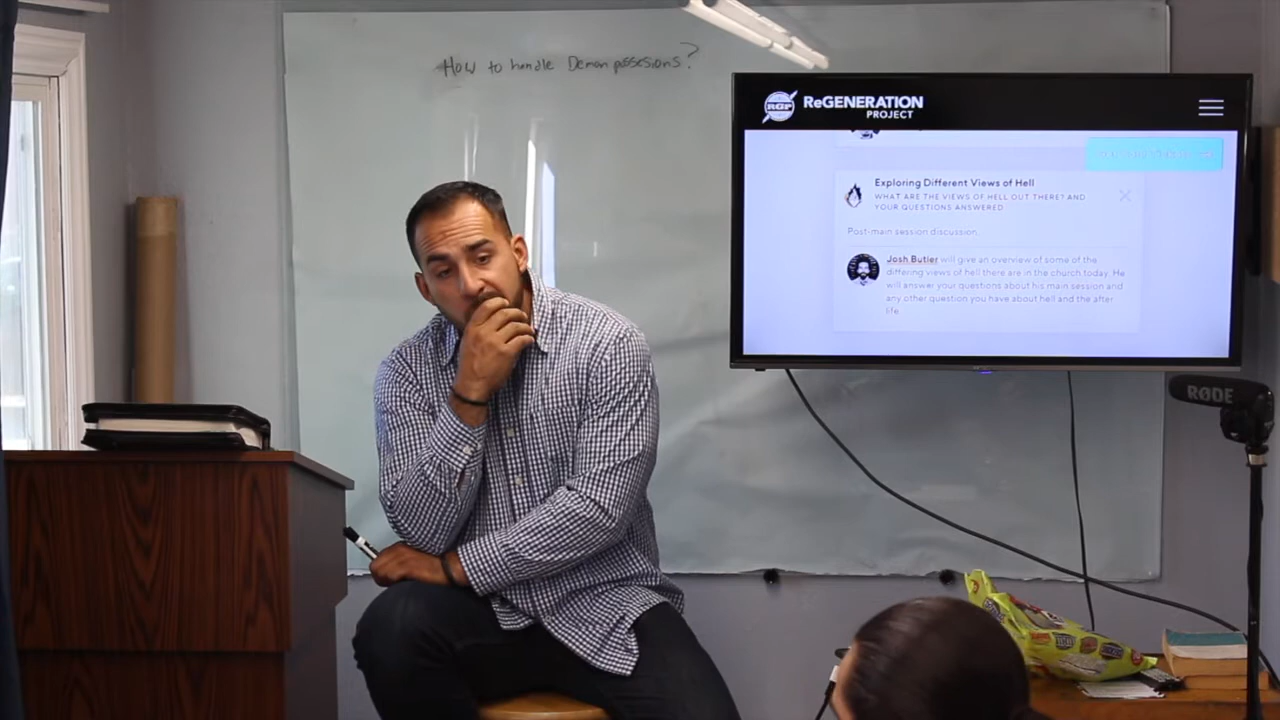 How to handle Demon possesions?
RGP
ReGENERATION
PROJECT
Exploring Different Views of Hell
WHAT ARE THE VIEWS OF HELL OUT THERE? AND
YOUR QUESTIONS ANSWERED.
Post-main session discussion.
Josh Butler will give an overview of some of the
differing views of hell there are in the church today. He
will answer your questions about his main session and
any other question you have about hell and the after
life.
RØDE